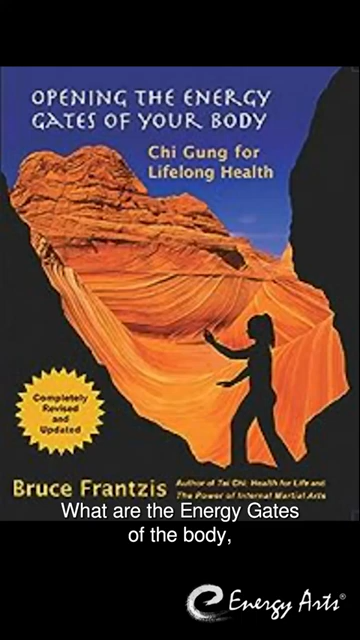 OPENING THE ENERGY
GATES OF YOUR BODY
Chi Gung for
Lifelong Health
Completely
Revised
and
Updated
Bruce Frantzis
Author of Tai Chi: Health for Life and
The Power of Internal Martial Arts
What are the Energy Gates
of the body,
Energy Arts®